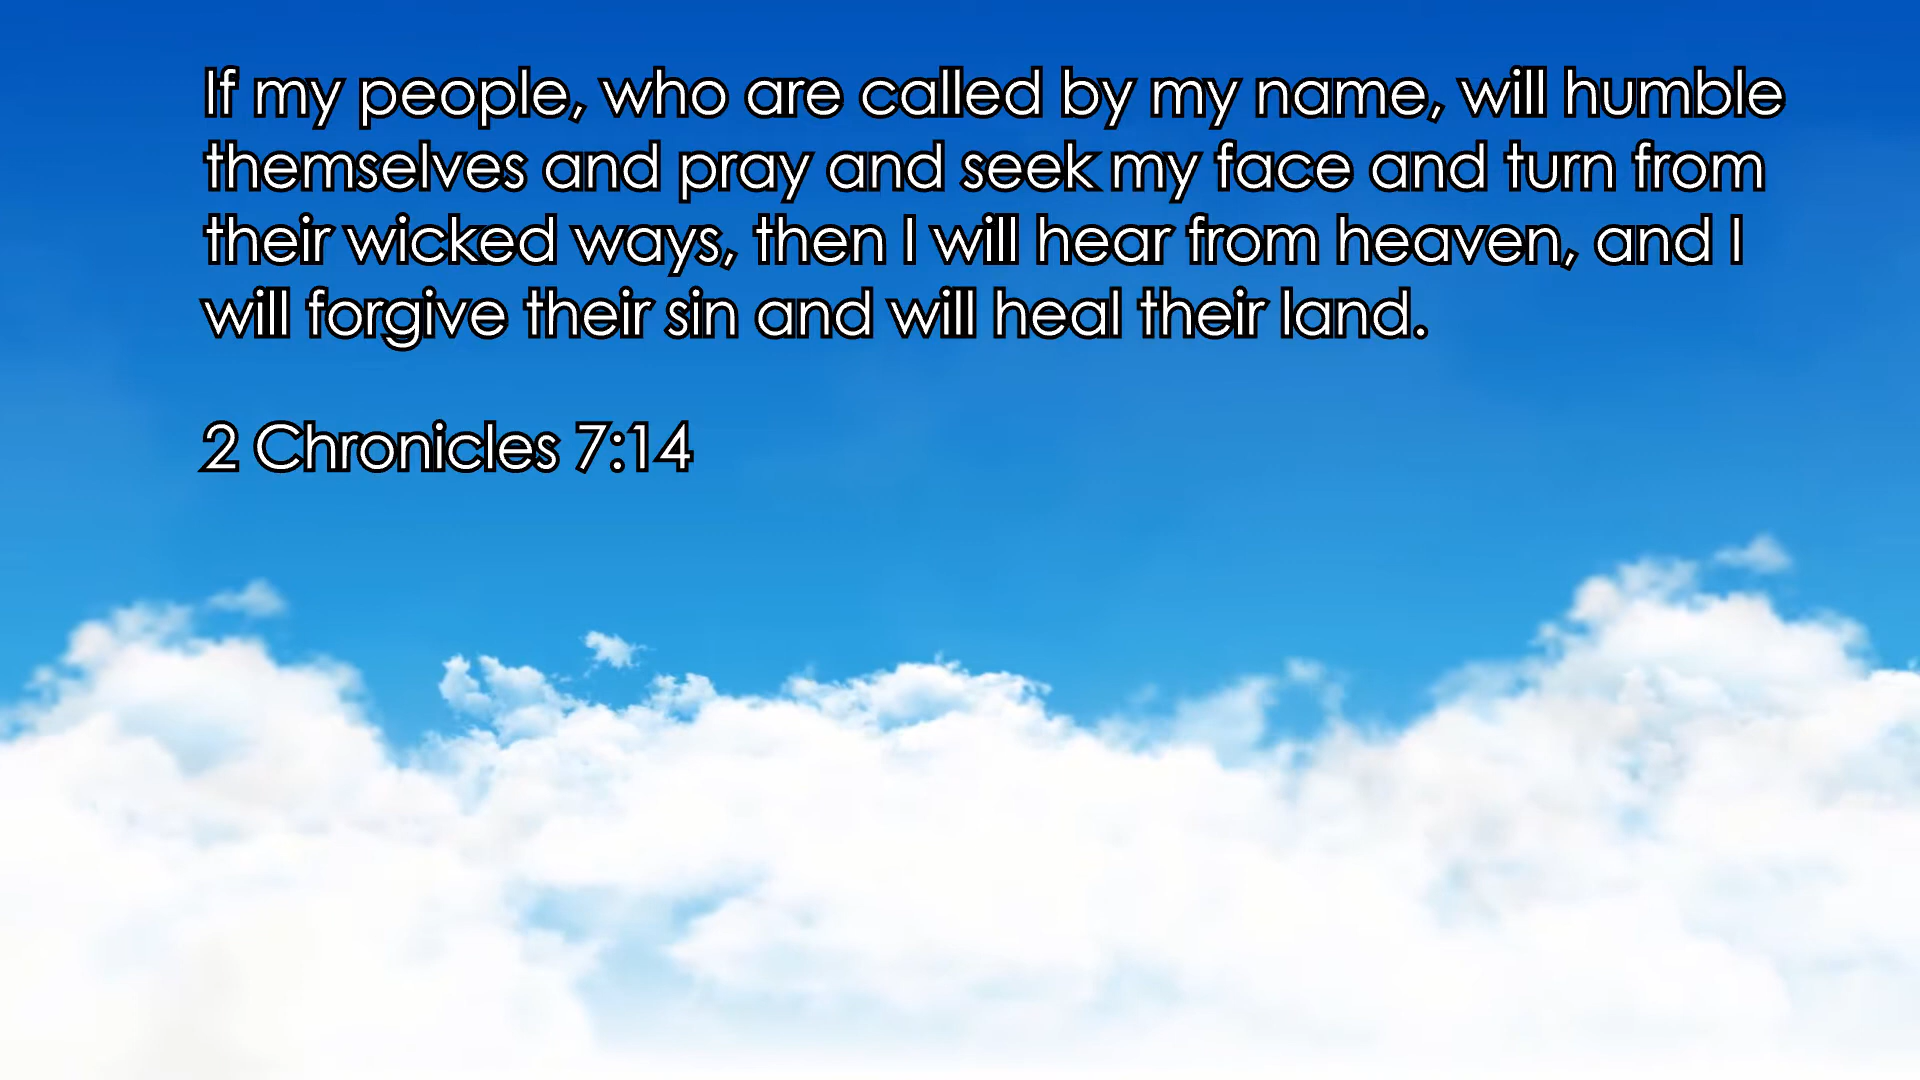 If my people, who are called by my name, will humble
themselves and pray and seek my face and turn from
their wicked ways, then I will hear from heaven, and I
will forgive their sin and will heal their land.
2 Chronicles 7:14